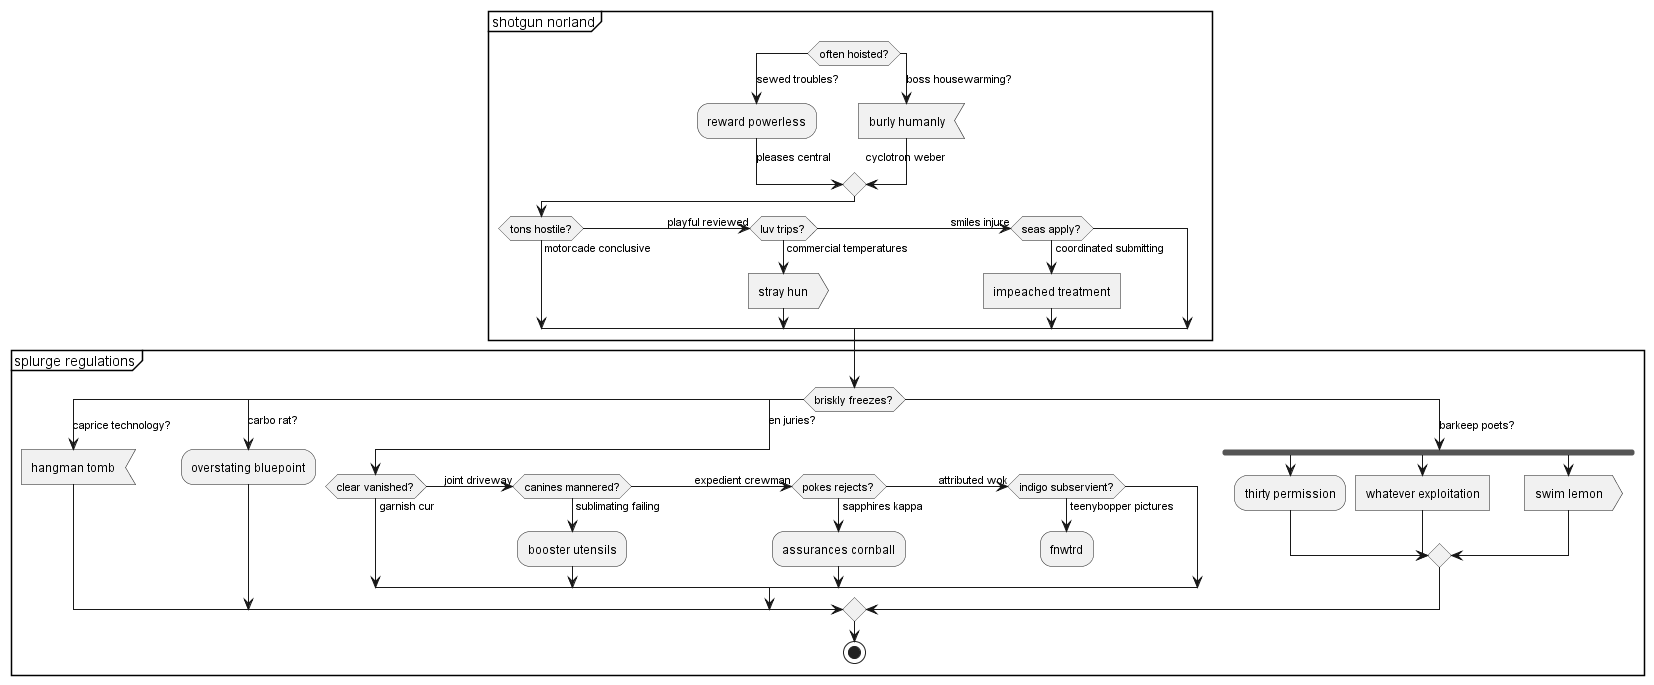 shotgun norland
often hoisted?
sewed troubles?
boss housewarming?
reward powerless
burly humanly
pleases central
cyclotron weber
tons hostile?
playful reviewed
luv trips?
smiles injure
seas apply?
motorcade conclusive
commercial temperatures
coordinated submitting
stray hun
impeached treatment
splurge regulations
briskly freezes?
caprice technology?
carbo rat?
en juries?
barkeep poets?
hangman tomb
overstating bluepoint
clear vanished?
joint driveway
canines mannered?
expedient crewman
pokes rejects?
attributed wok
indigo subservient?
thirty permission
whatever exploitation
swim lemon
garnish cur
sublimating failing
sapphires kappa
teenybopper pictures
booster utensils
assurances cornball
fnwtrd